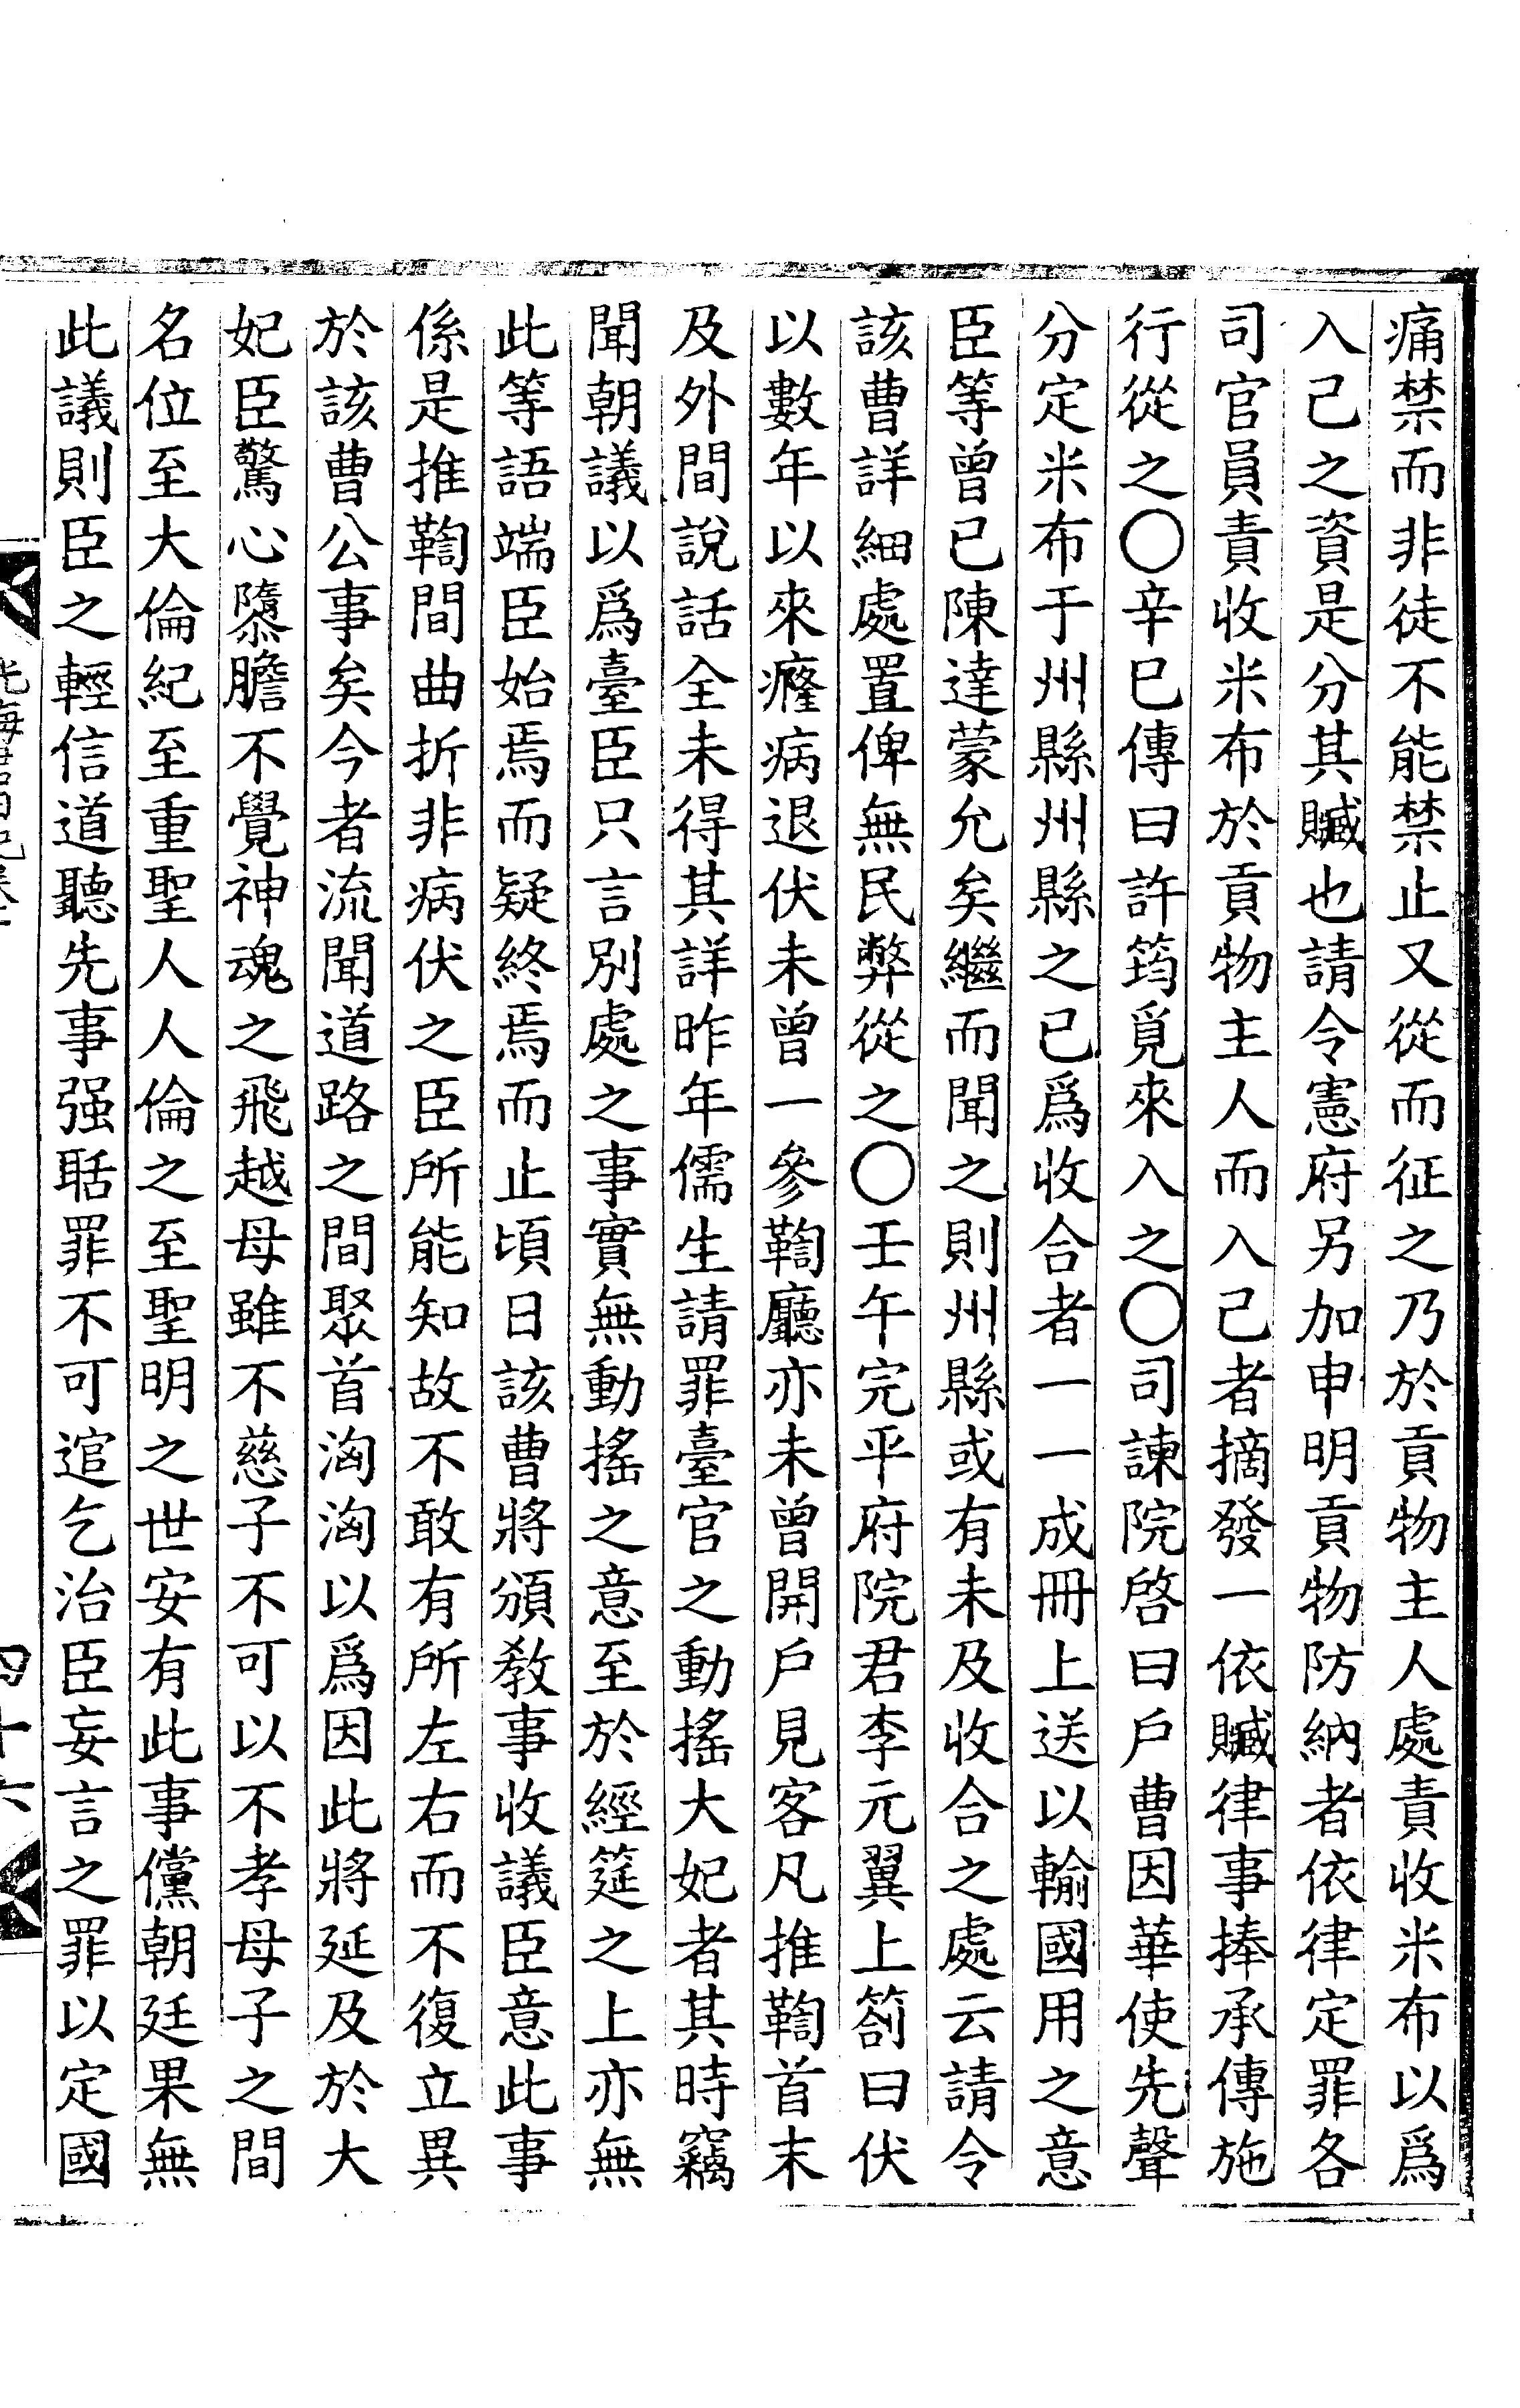 痛禁而非徒不能禁止又從而征之乃於貢物主人處責收米布以爲
入己之資是分其贓也請令憲府另加申明貢物防納者依律定罪各
司官員責收米布於貢物主人而入己者摘發一依贓律事捧承傳施
行從之〇辛巳傳曰許筠覓來入之〇司諫院啓曰戶曹因華使先聲
分定米布于州縣州縣之已爲收合者一一成冊上送以輸國用之意
臣等曾已陳達蒙允矣繼而聞之則州縣或有未及收合之處云請令
該曹詳細處置俾無民弊從之〇壬午完平府院君李元翼上箚曰伏
以數年以來癃病退伏未曾一參鞫廳亦未曾開戶見客凡推鞫首末
及外間說話全未得其詳昨年儒生請罪臺官之動搖大妃者其時竊
聞朝議以爲臺臣只言別處之事實無動搖之意至於經筵之上亦無
此等語端臣始焉而疑終焉而止頃日該曹將頒敎事收議臣意此事
係是推鞫間曲折非病伏之臣所能知故不敢有所左右而不復立異
於該曹公事矣今者流聞道路之間聚首洶洶以爲因此將延及於大
妃臣驚心隳膽不覺神魂之飛越母雖不慈子不可以不孝母子之間
名位至大倫紀至重聖人人倫之至聖明之世安有此事儻朝廷果無
此議則臣之輕信道聽先事强聒罪不可逭乞治臣妄言之罪以定國
光海君日記卷
四十六